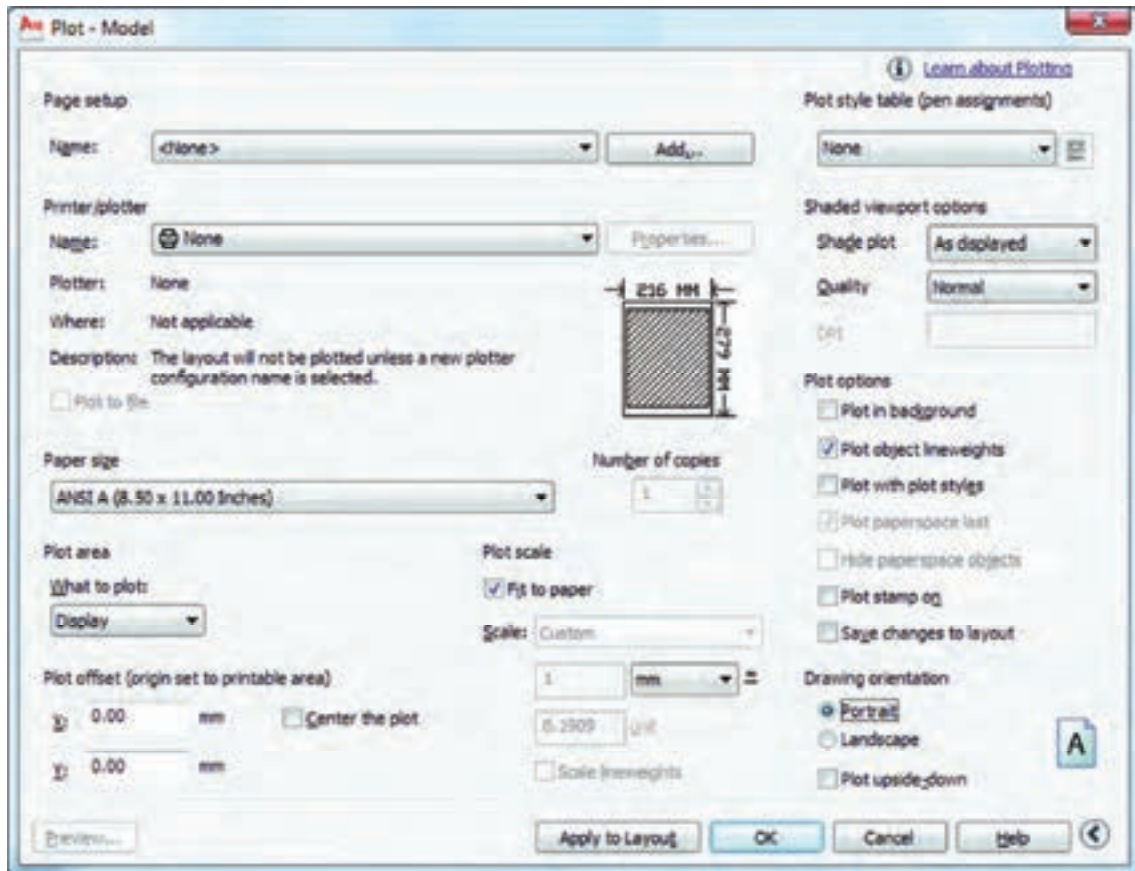 Plot - Model
Learn about Plotting
Page setup
Name: <None> Add...
Plot style table (pen assignments)
None
Printer/plotter
Name: None Properties...
Plotter: None
Where: Not applicable
Description: The layout will not be plotted unless a new plotter
configuration name is selected.
Plot to file
216 MM
279 MM
Shaded viewport options
Shade plot As displayed
Quality Normal
DPI
Paper size
ANSI A (8.50 x 11.00 Inches)
Number of copies
1
Plot area
What to plot:
Display
Plot scale
Fit to paper
Scale: Custom
1 mm =
unit
Scale lineweights
Plot offset (origin set to printable area)
X: 0.00 mm Center the plot
Y: 0.00 mm
Plot options
Plot in background
Plot object lineweights
Plot with plot styles
Plot paperspace last
Hide paperspace objects
Plot stamp on
Save changes to layout
Drawing orientation
Portrait
Landscape
Plot upside-down
A
Preview... Apply to Layout OK Cancel Help